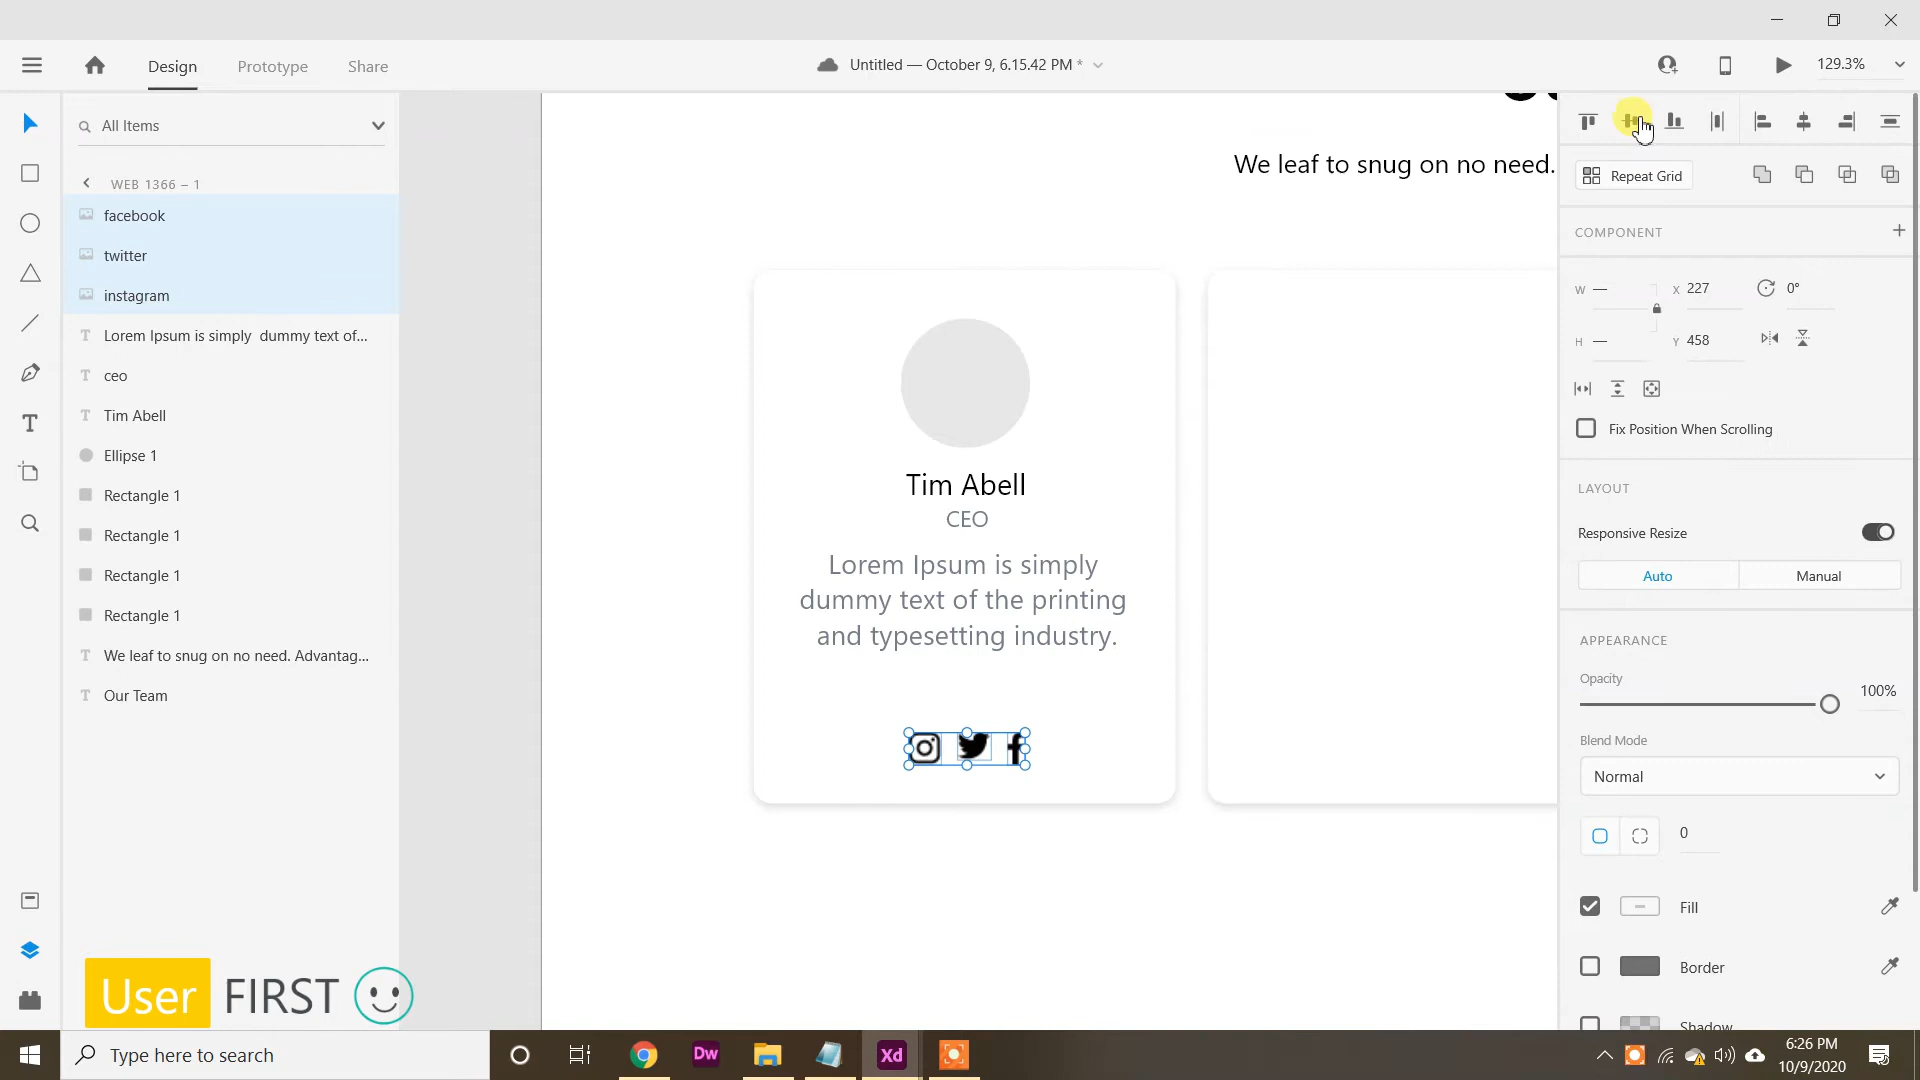 Design
Prototype
Share
Untitled — October 9, 6.15.42 PM *
129.3%
All Items
WEB 1366 – 1
facebook
twitter
instagram
Lorem Ipsum is simply  dummy text of...
ceo
Tim Abell
Ellipse 1
Rectangle 1
Rectangle 1
Rectangle 1
Rectangle 1
We leaf to snug on no need. Advantag...
Our Team
We leaf to snug on no need.
Tim Abell
CEO
Lorem Ipsum is simply
dummy text of the printing
and typesetting industry.
Repeat Grid
COMPONENT
W — X 227 0°
H — Y 458
Fix Position When Scrolling
LAYOUT
Responsive Resize
Auto Manual
APPEARANCE
Opacity
100%
Blend Mode
Normal
0
Fill
Border
Shadow
User FIRST
Type here to search
Dw
Xd
6:26 PM
10/9/2020